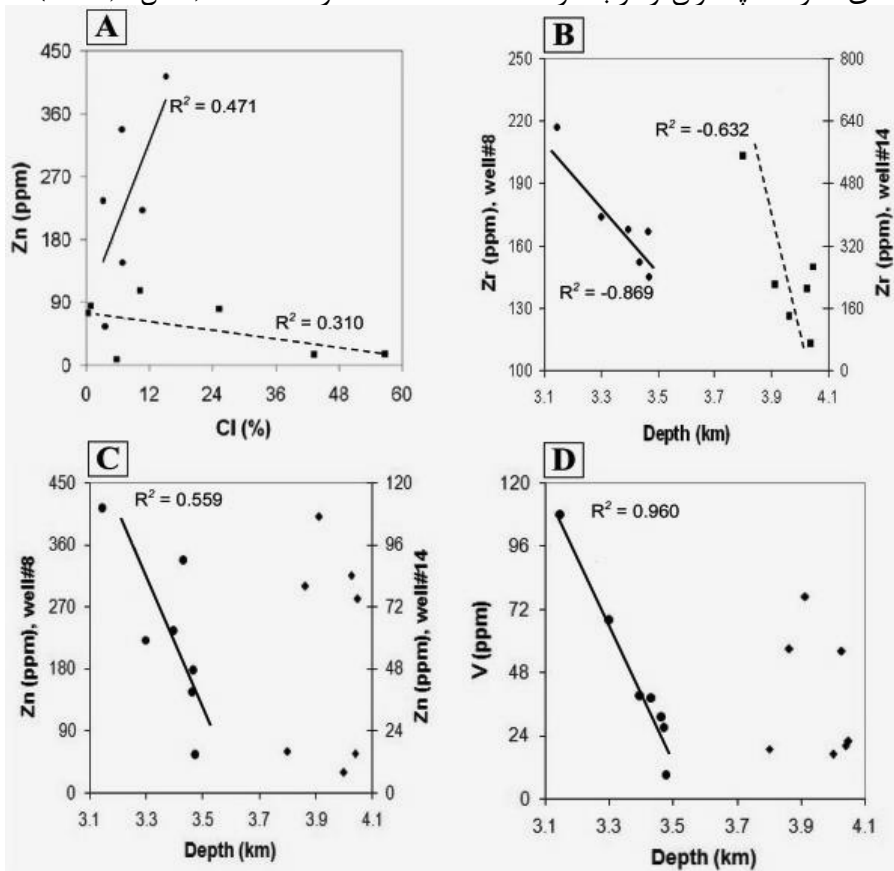 A
450
360
270
180
90
0
Zn (ppm)
R² = 0.471
R² = 0.310
0 12 24 36 48 60
Cl (%)
B
250
220
190
160
130
100
Zr (ppm), well#8
R² = -0.632
R² = -0.869
800
640
480
320
160
0
Zr (ppm), well#14
3.1 3.3 3.5 3.7 3.9 4.1
Depth (km)
C
450
360
270
180
90
0
Zn (ppm), well#8
R² = 0.559
120
96
72
48
24
0
Zn (ppm), well#14
3.1 3.3 3.5 3.7 3.9 4.1
Depth (km)
D
120
96
72
48
24
0
V (ppm)
R² = 0.960
3.1 3.3 3.5 3.7 3.9 4.1
Depth (km)